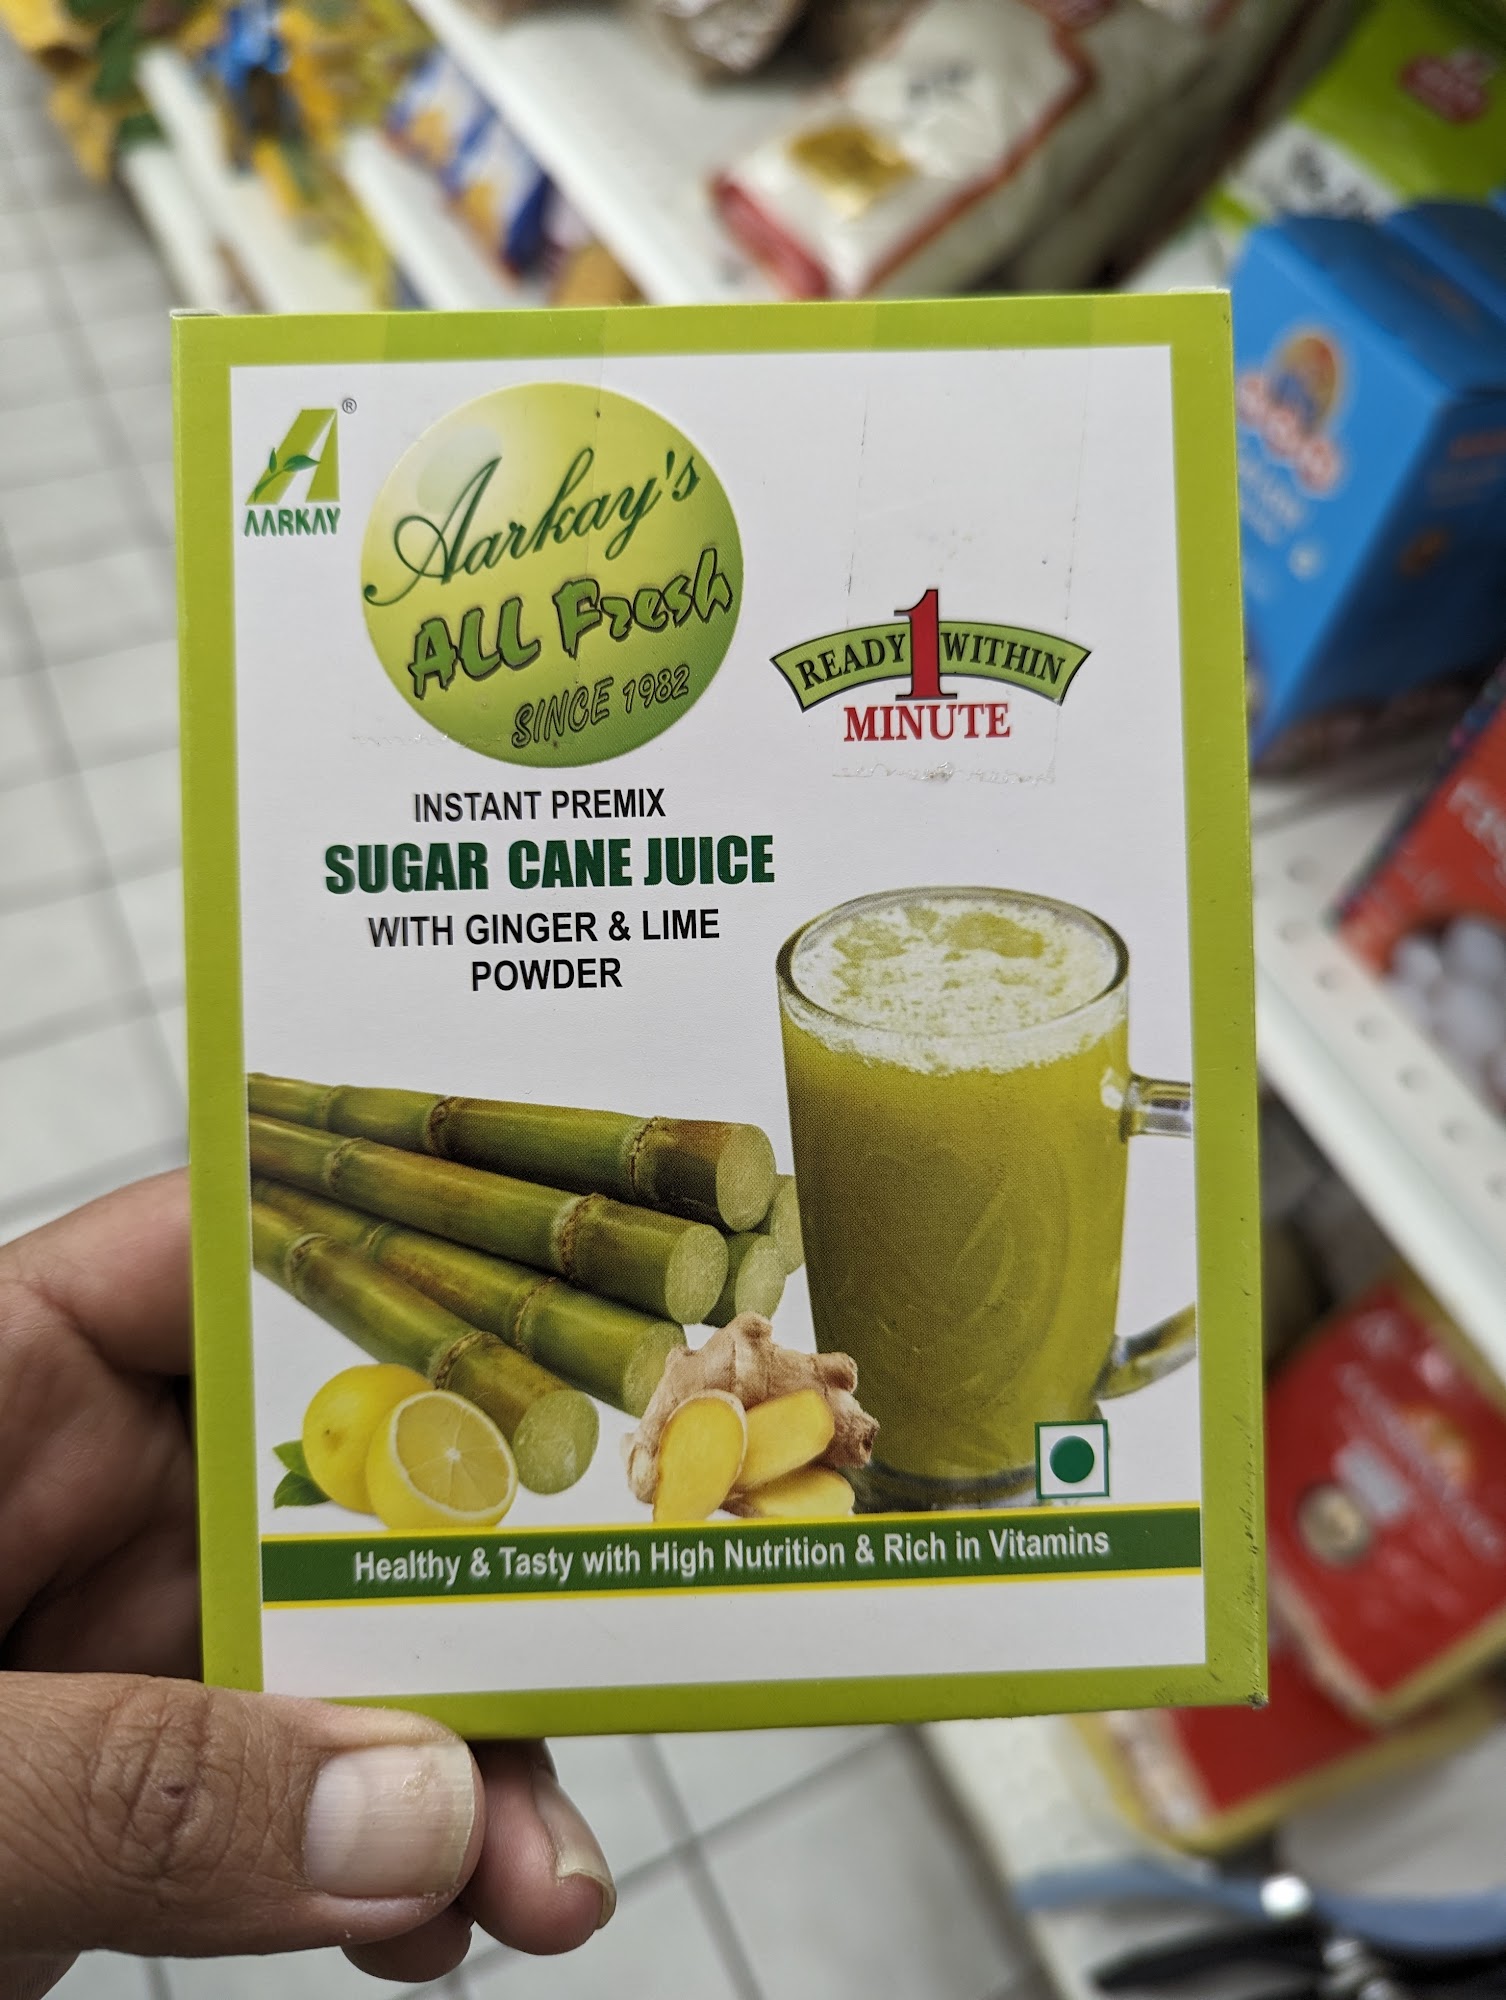 AARKAY
®
Aarkay's
ALL Fresh
SINCE 1982
READY 1 WITHIN
MINUTE
INSTANT PREMIX
SUGAR CANE JUICE
WITH GINGER & LIME
POWDER
Healthy & Tasty with High Nutrition & Rich in Vitamins